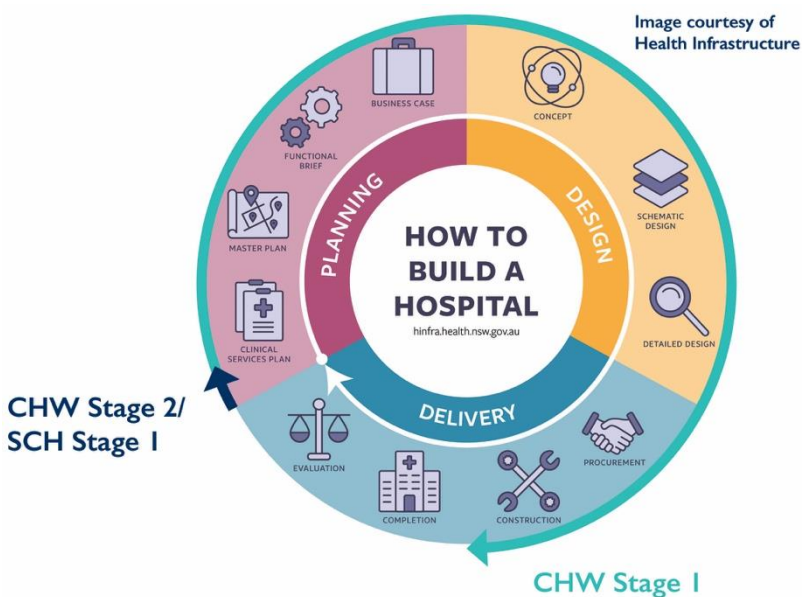 Image courtesy of
Health Infrastructure
BUSINESS CASE
CONCEPT
FUNCTIONAL
BRIEF
SCHEMATIC
DESIGN
MASTER PLAN
PLANNING
DESIGN
HOW TO
BUILD A
HOSPITAL
hinfra.health.nsw.gov.au
DETAILED DESIGN
CLINICAL
SERVICES PLAN
CHW Stage 2/
SCH Stage 1
DELIVERY
EVALUATION
PROCUREMENT
COMPLETION
CONSTRUCTION
CHW Stage 1